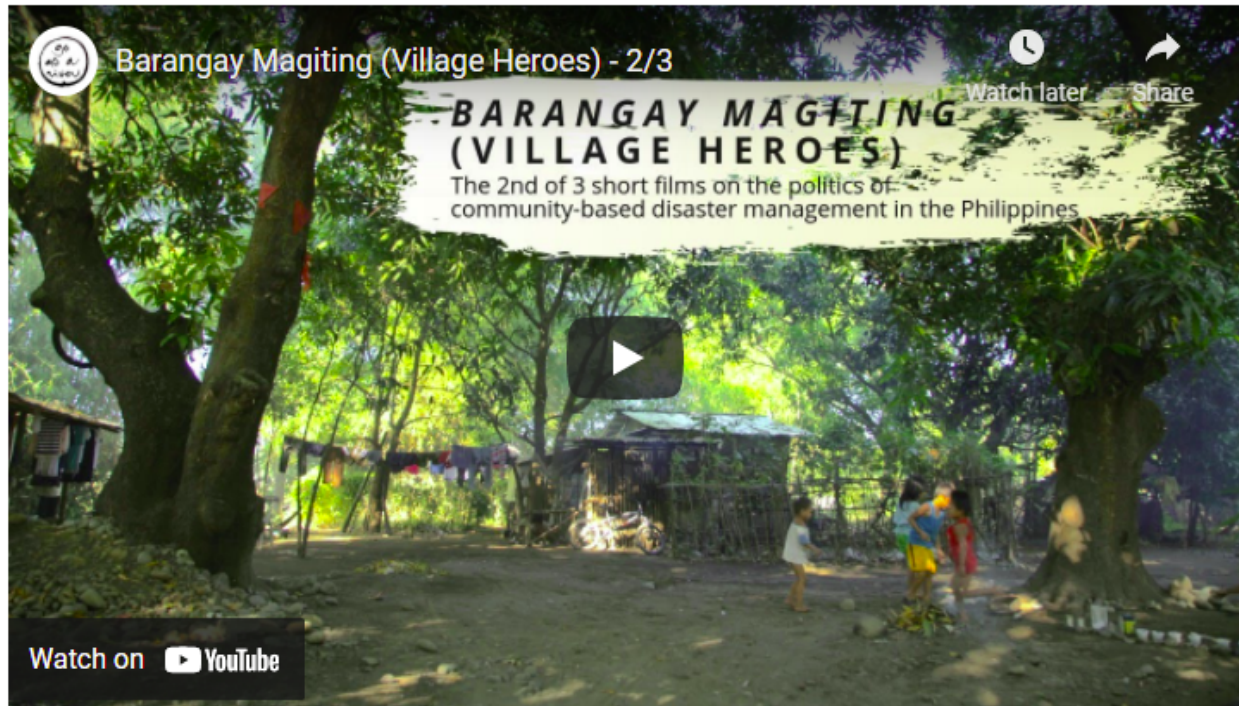 Barangay Magiting (Village Heroes) - 2/3
Watch later
Share
BARANGAY MAGITING
(VILLAGE HEROES)
The 2nd of 3 short films on the politics of
community-based disaster management in the Philippines
Watch on YouTube